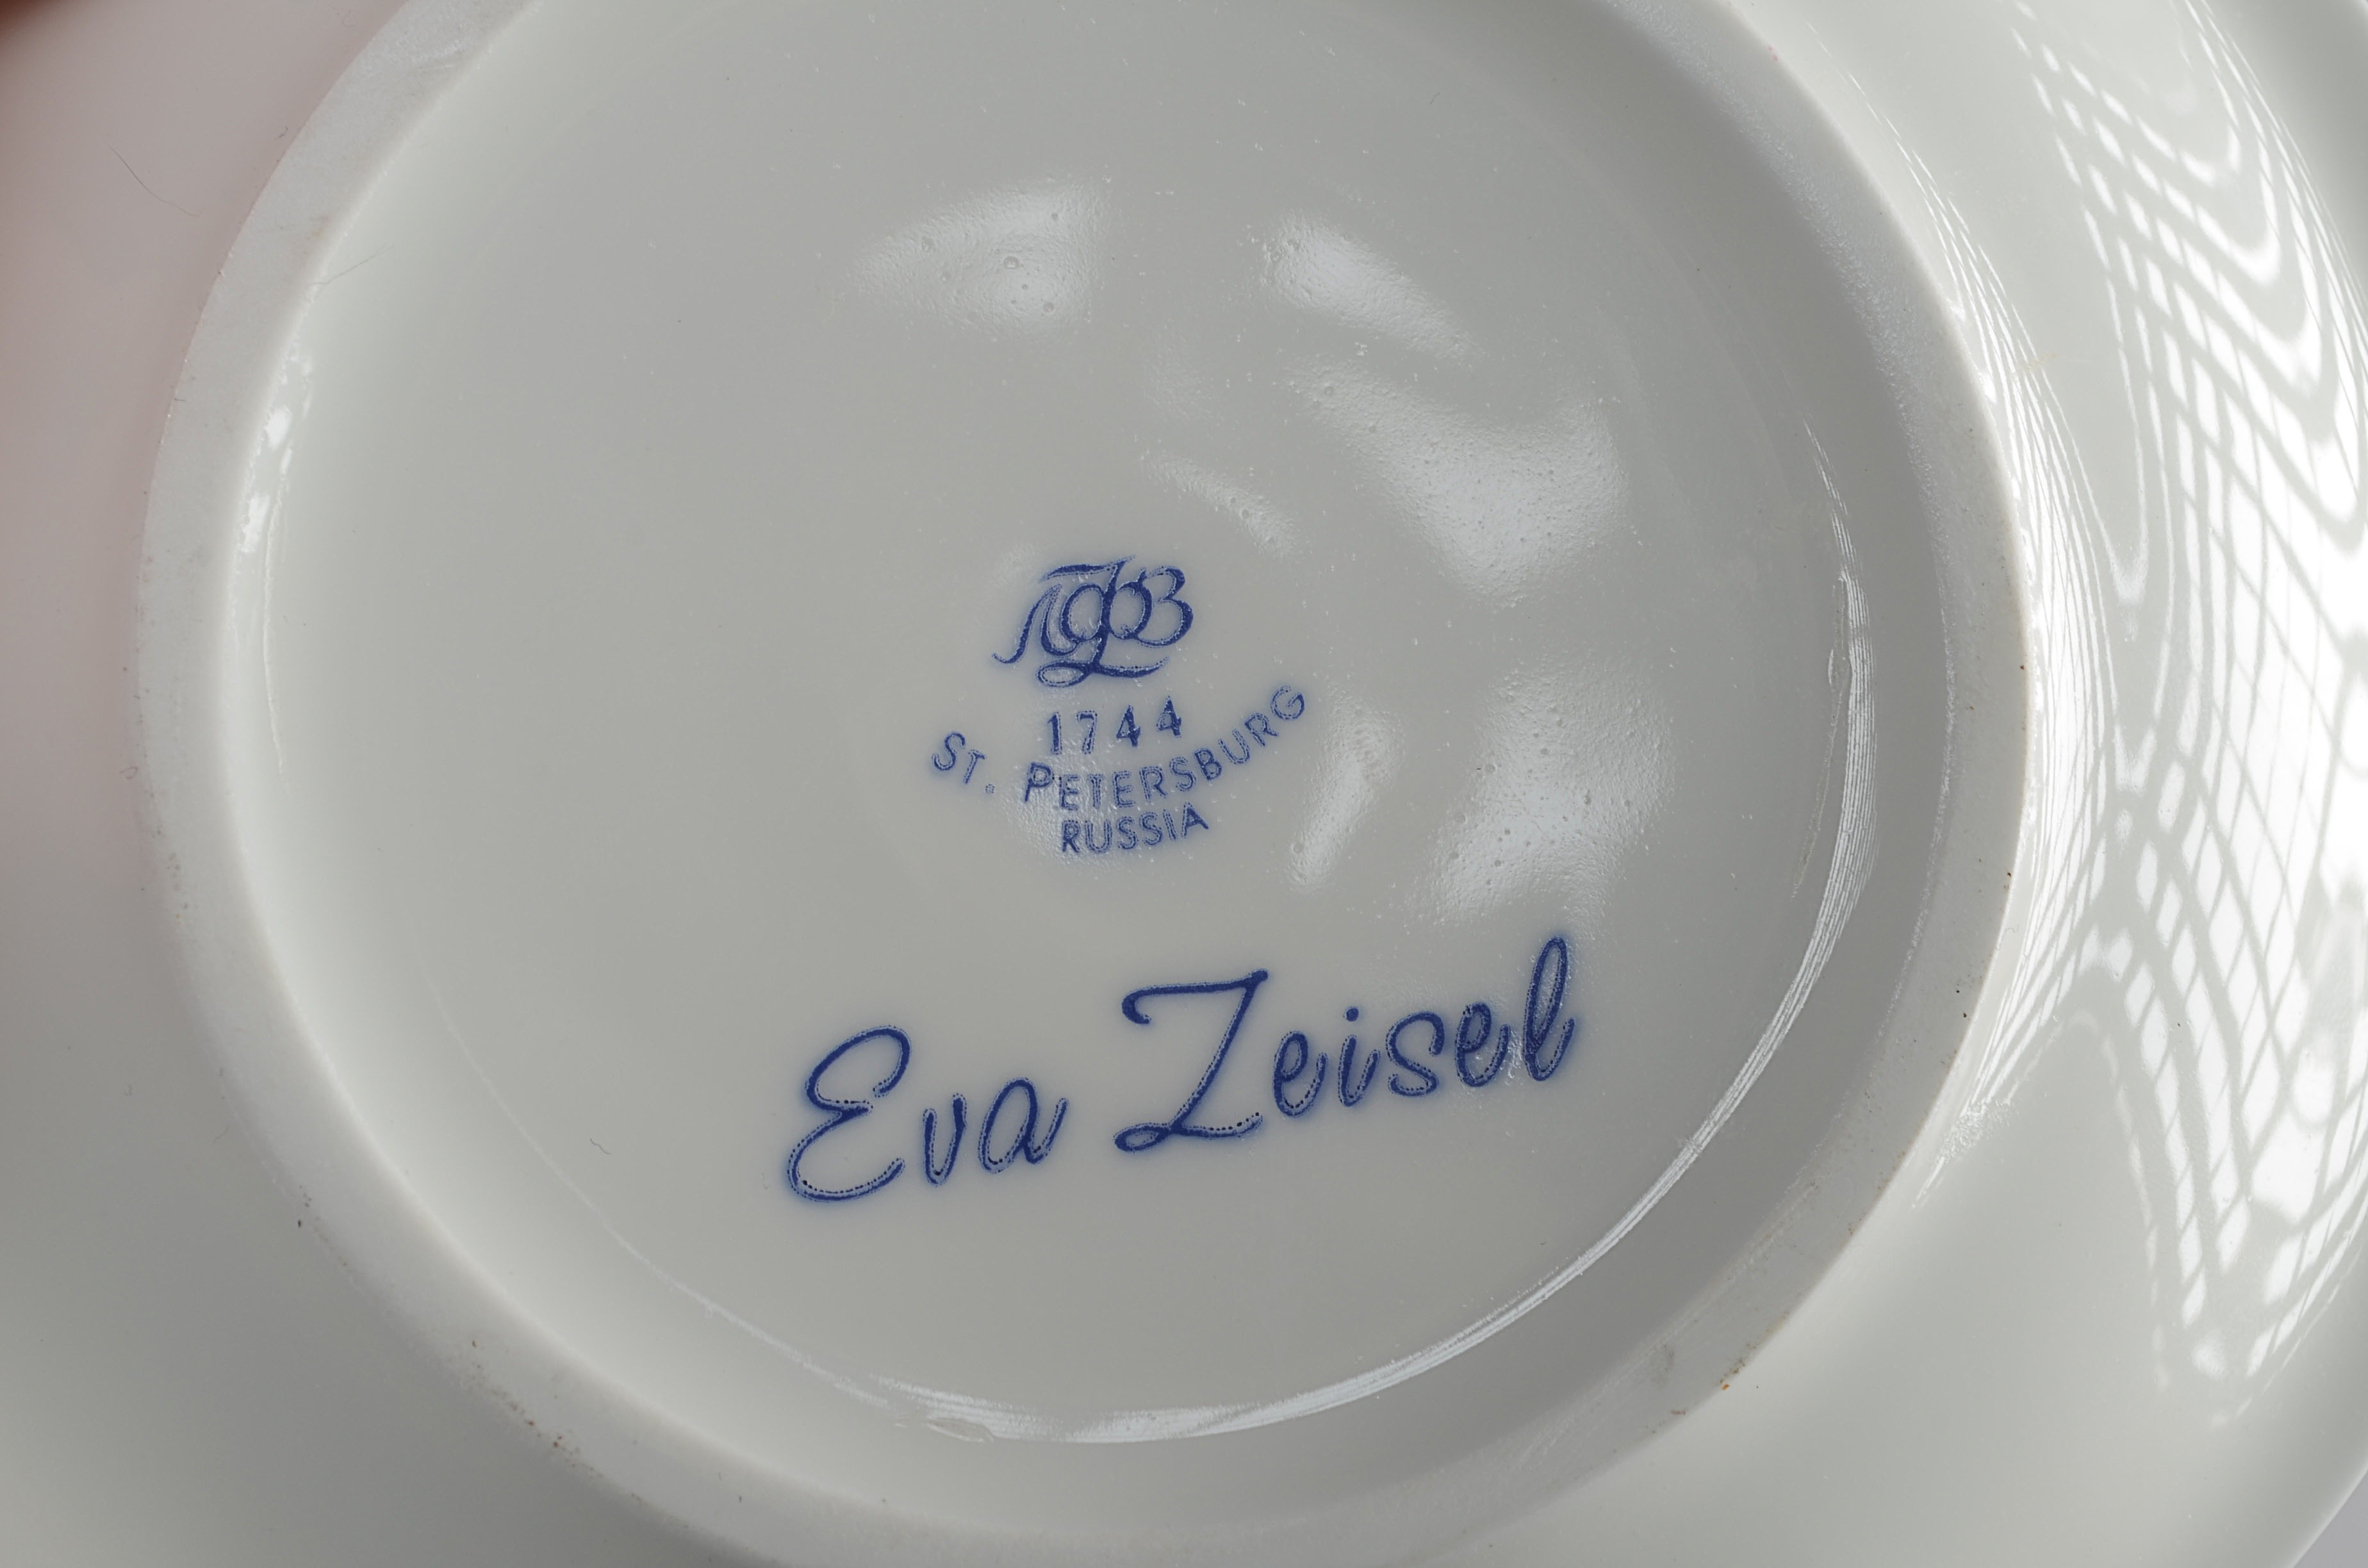 ЛФЗ
1744
ST. PETERSBURG
RUSSIA
Eva Zeisel